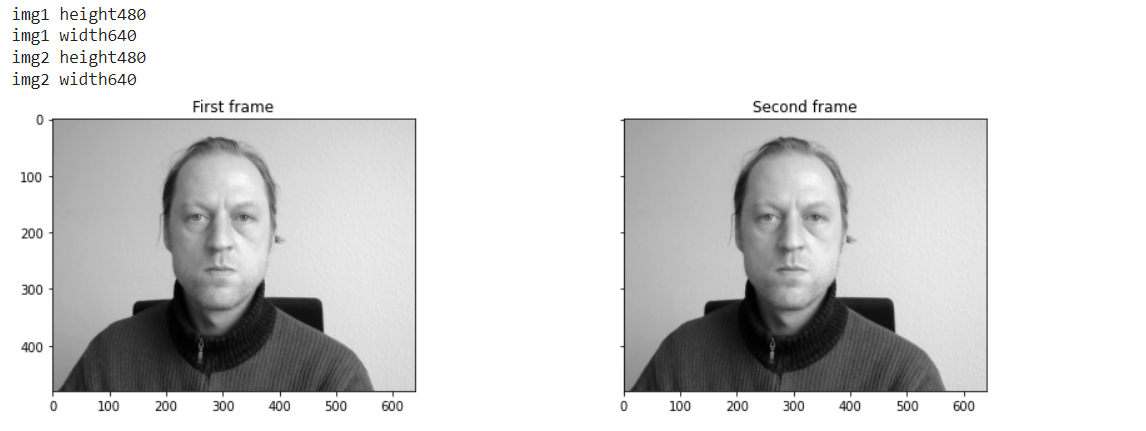 img1 height480
img1 width640
img2 height480
img2 width640
First frame
Second frame
0
100
200
300
400
0 100 200 300 400 500 600
0 100 200 300 400 500 600